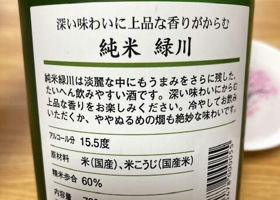 深い味わいに上品な香りがからむ
純米 緑川
純米緑川は淡麗な中にもうまみをさらに残した、
たいへん飲みやすい酒です。深い味わいにからむ
上品な香りをお楽しみください。冷やしてお飲み
いただくか、ややぬるめの燗も絶妙な味わいです。
アルコール分 15.5度
原材料 米(国産)、米こうじ(国産米)
精米歩合 60%
内容量